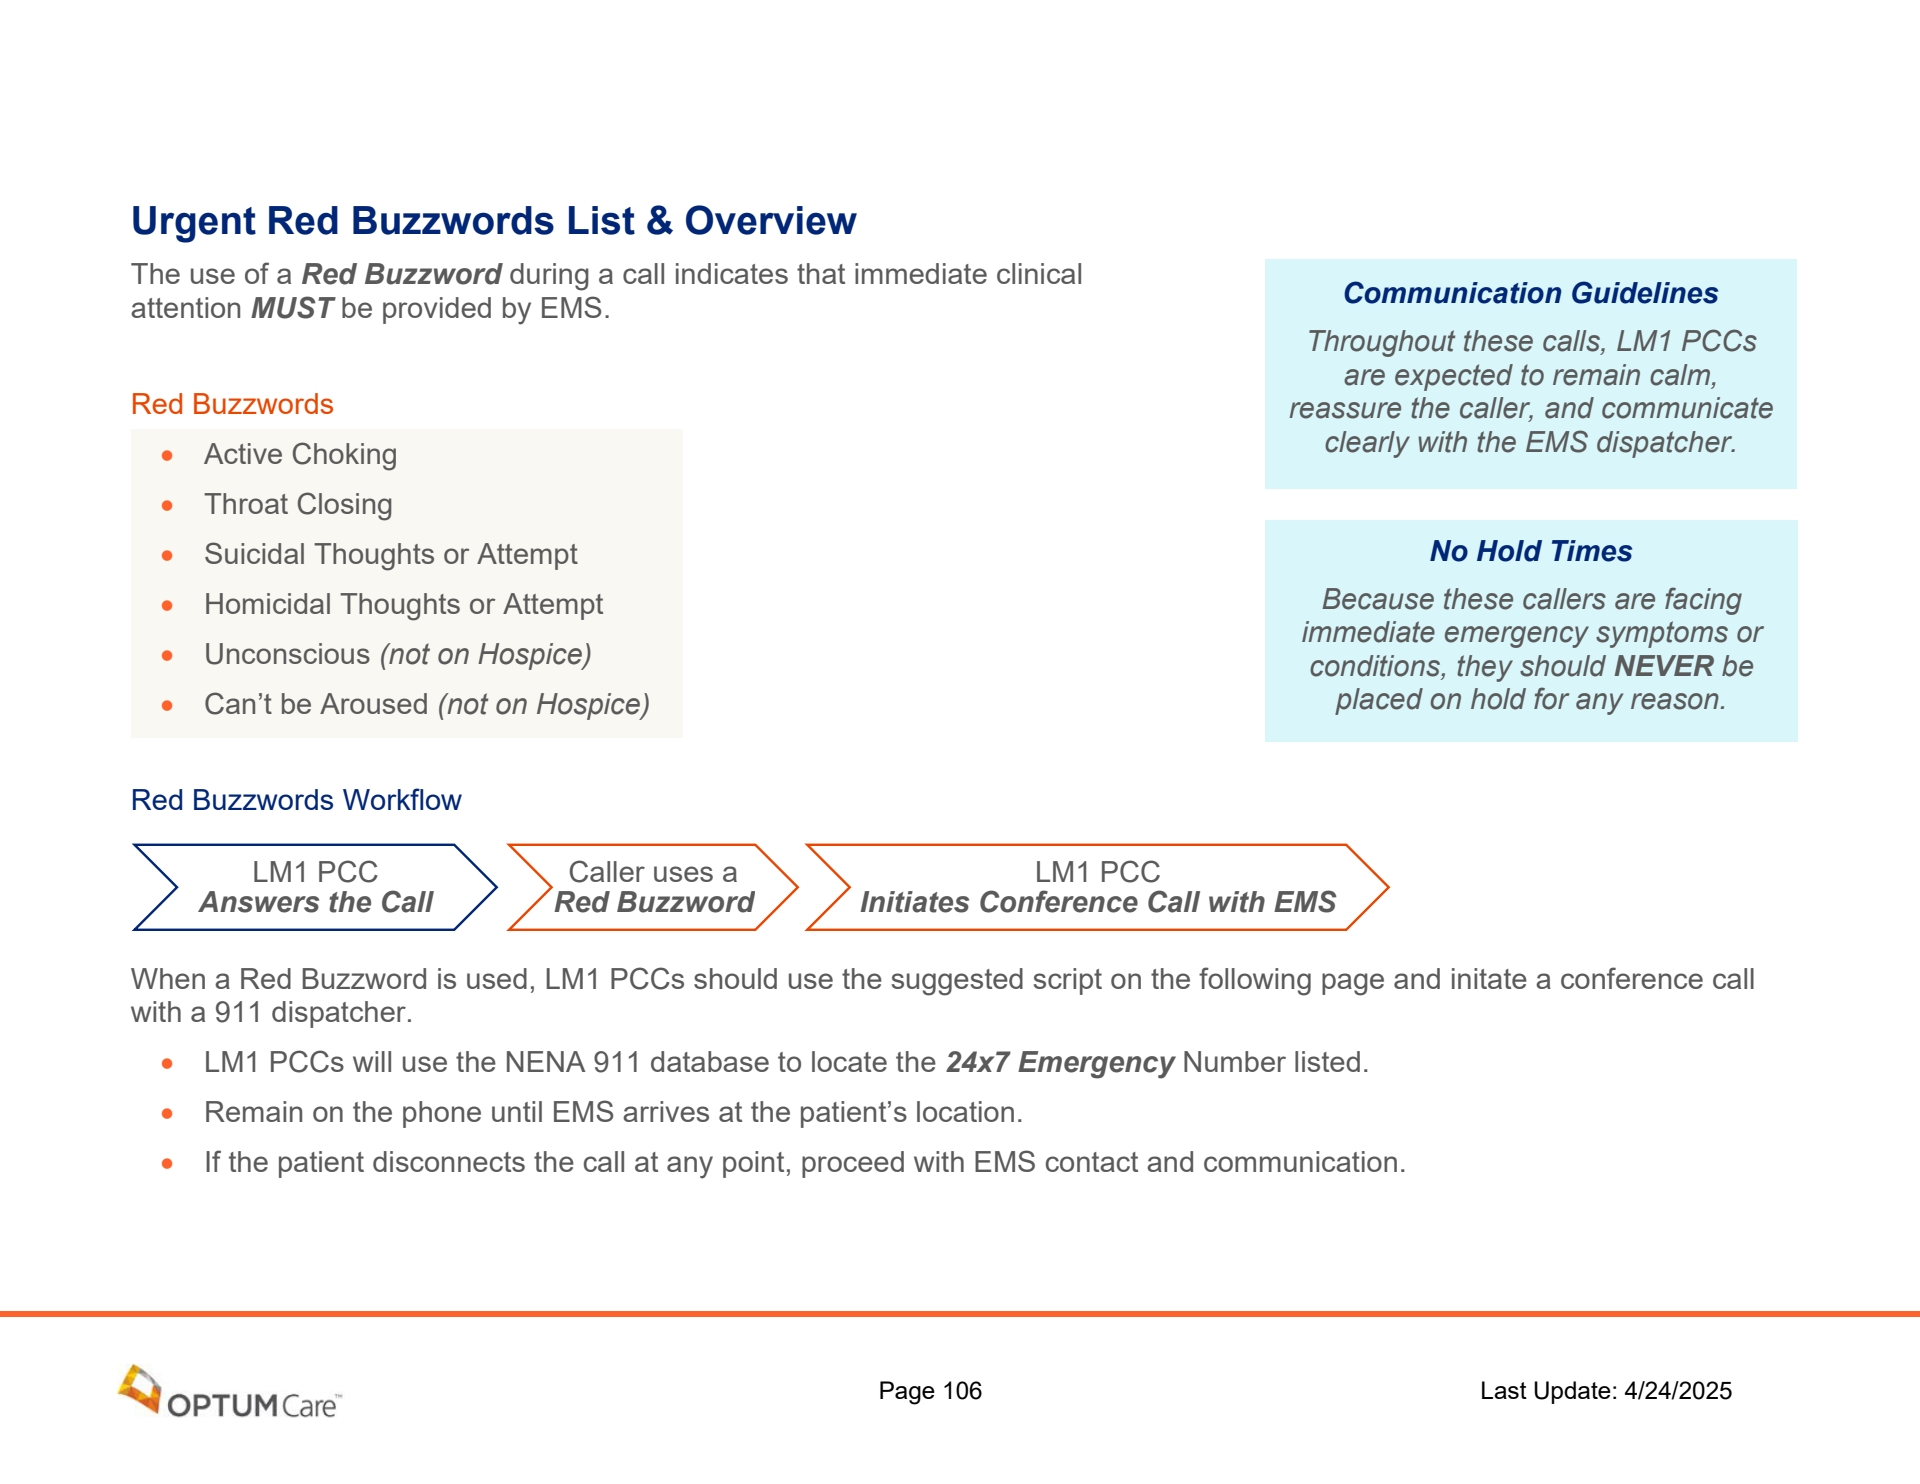 Urgent Red Buzzwords List & Overview
The use of a Red Buzzword during a call indicates that immediate clinical
attention MUST be provided by EMS.
Red Buzzwords
• Active Choking
• Throat Closing
• Suicidal Thoughts or Attempt
• Homicidal Thoughts or Attempt
• Unconscious (not on Hospice)
• Can’t be Aroused (not on Hospice)
Communication Guidelines
Throughout these calls, LM1 PCCs
are expected to remain calm,
reassure the caller, and communicate
clearly with the EMS dispatcher.
No Hold Times
Because these callers are facing
immediate emergency symptoms or
conditions, they should NEVER be
placed on hold for any reason.
Red Buzzwords Workflow
LM1 PCC
Answers the Call
Caller uses a
Red Buzzword
LM1 PCC
Initiates Conference Call with EMS
When a Red Buzzword is used, LM1 PCCs should use the suggested script on the following page and initate a conference call
with a 911 dispatcher.
• LM1 PCCs will use the NENA 911 database to locate the 24x7 Emergency Number listed.
• Remain on the phone until EMS arrives at the patient’s location.
• If the patient disconnects the call at any point, proceed with EMS contact and communication.
OPTUMCare™
Page 106
Last Update: 4/24/2025